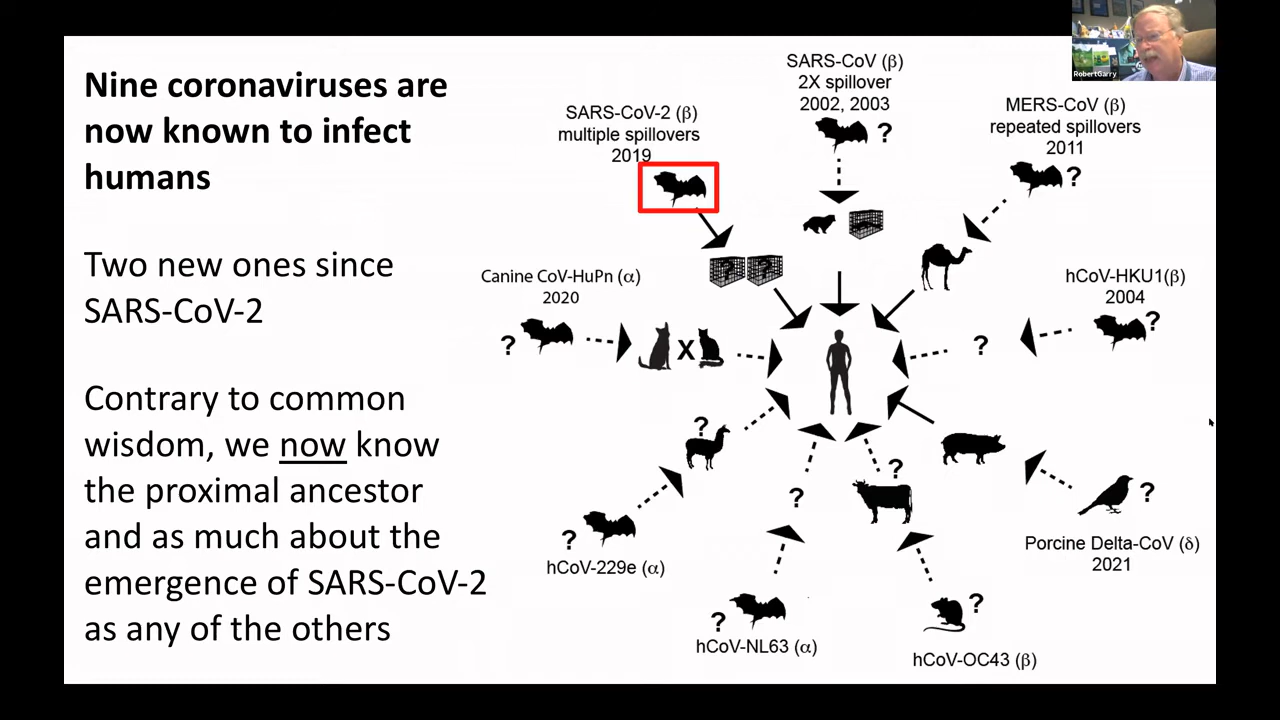 Nine coronaviruses are
now known to infect
humans
Two new ones since
SARS-CoV-2
Contrary to common
wisdom, we now know
the proximal ancestor
and as much about the
emergence of SARS-CoV-2
as any of the others
SARS-CoV-2 (β)
multiple spillovers
2019
SARS-CoV (β)
2X spillover
2002, 2003
?
MERS-CoV (β)
repeated spillovers
2011
?
? ?
Canine CoV-HuPn (α)
2020
?
X
hCoV-HKU1(β)
2004
?
?
?
?
hCoV-229e (α)
?
?
hCoV-NL63 (α)
?
?
hCoV-OC43 (β)
?
Porcine Delta-CoV (δ)
2021
RobertGarry